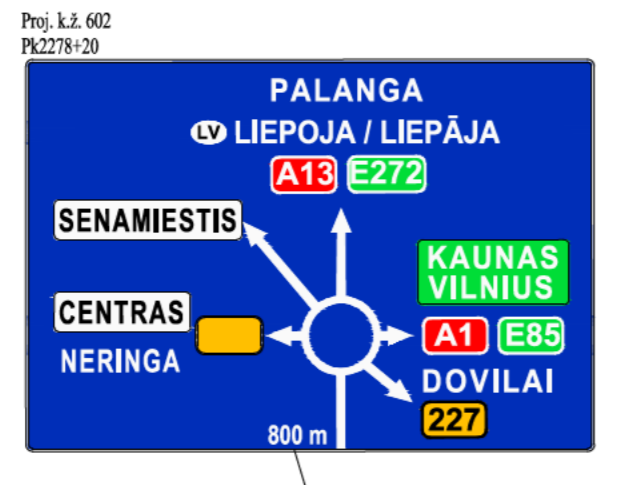 Proj. k.ž. 602
Pk2278+20
PALANGA
LV LIEPOJA / LIEPĀJA
A13 E272
SENAMIESTIS
KAUNAS
VILNIUS
CENTRAS
A1 E85
NERINGA
DOVILAI
227
800 m